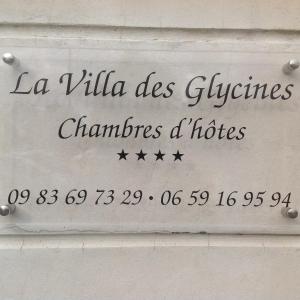 La Villa des Glycines
Chambres d'hôtes
★★★★
09 83 69 73 29 • 06 59 16 95 94